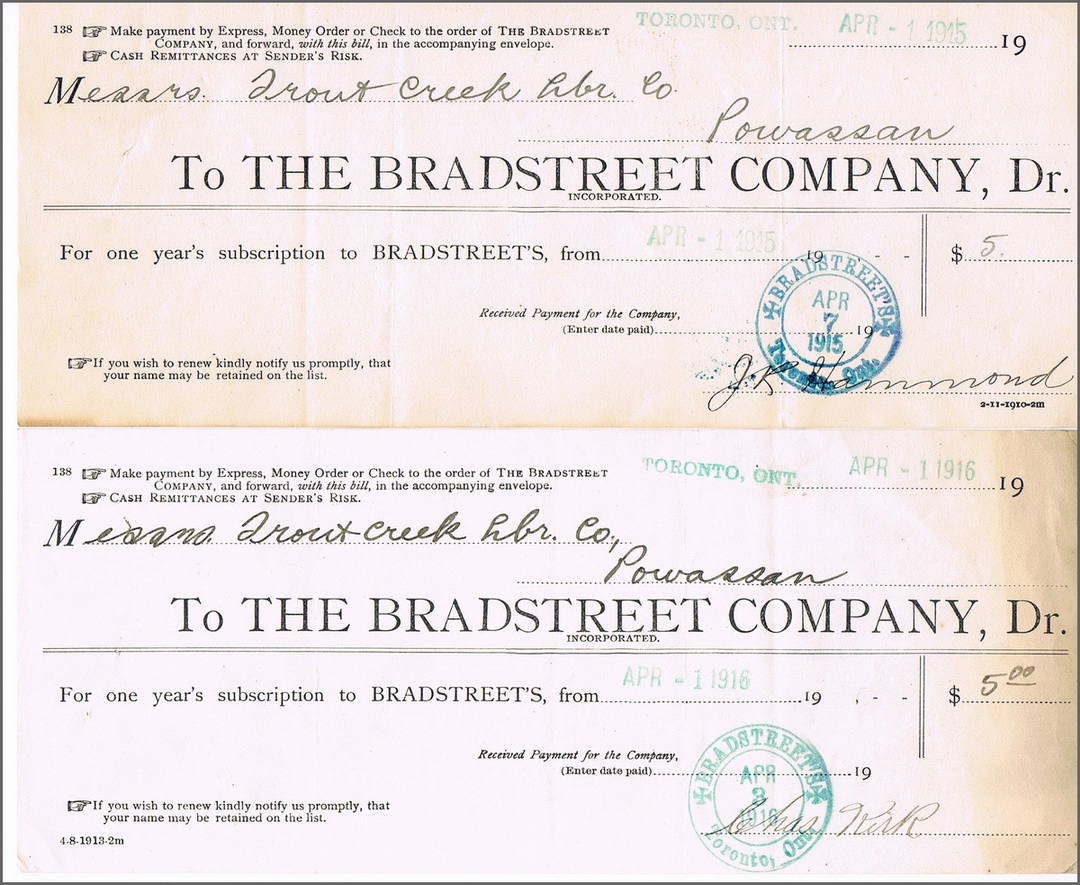 138 ☞ Make payment by Express, Money Order or Check to the order of THE BRADSTREET
COMPANY, and forward, with this bill, in the accompanying envelope.
☞ CASH REMITTANCES AT SENDER'S RISK.
TORONTO, ONT. APR - 1 1915 19
Messrs. Trout Creek Lbr. Co.
Powassan
To THE BRADSTREET COMPANY, Dr.
INCORPORATED.
For one year's subscription to BRADSTREET'S, from APR - 1 1915 19 - - $ 5.
Received Payment for the Company,
(Enter date paid) 19
BRADSTREET'S
APR
7
1915
Toronto, Ont.
J. R. Hammond
☞ If you wish to renew kindly notify us promptly, that
your name may be retained on the list.
2-11-1910-2m
138 ☞ Make payment by Express, Money Order or Check to the order of THE BRADSTREET
COMPANY, and forward, with this bill, in the accompanying envelope.
☞ CASH REMITTANCES AT SENDER'S RISK.
TORONTO, ONT. APR - 1 1916 19
Messrs. Trout Creek Lbr. Co.,
Powassan
To THE BRADSTREET COMPANY, Dr.
INCORPORATED.
For one year's subscription to BRADSTREET'S, from APR - 1 1916 19 - - $ 5.00
Received Payment for the Company,
(Enter date paid) 19
BRADSTREET'S
APR
3
1916
Toronto, Ont.
Chas Kirk
☞ If you wish to renew kindly notify us promptly, that
your name may be retained on the list.
4-8-1913-2m